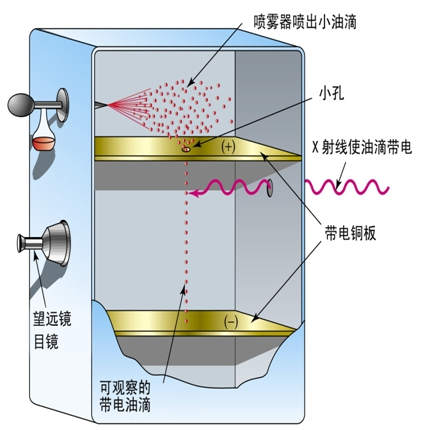 喷雾器喷出小油滴
小孔
(+)
X射线使油滴带电
带电铜板
望远镜
目镜
(−)
可观察的
带电油滴